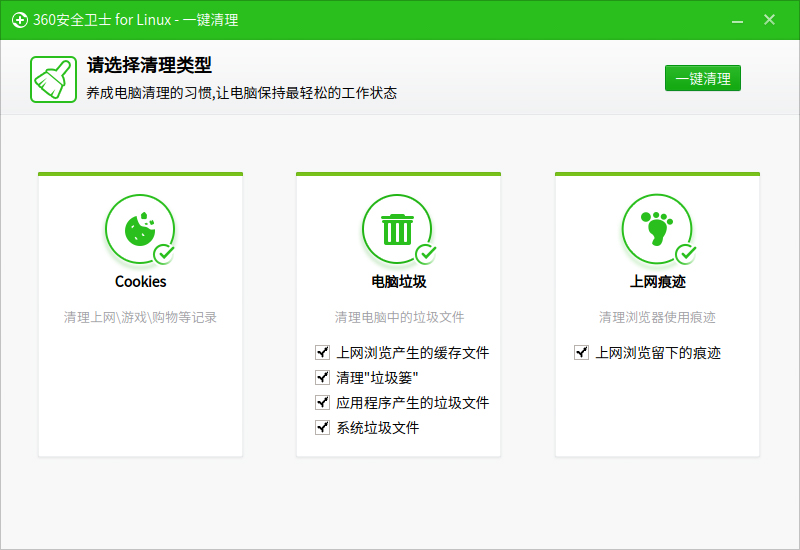 360安全卫士 for Linux - 一键清理
请选择清理类型
养成电脑清理的习惯,让电脑保持最轻松的工作状态
一键清理
Cookies
清理上网\游戏\购物等记录
电脑垃圾
清理电脑中的垃圾文件
上网浏览产生的缓存文件
清理"垃圾篓"
应用程序产生的垃圾文件
系统垃圾文件
上网痕迹
清理浏览器使用痕迹
上网浏览留下的痕迹